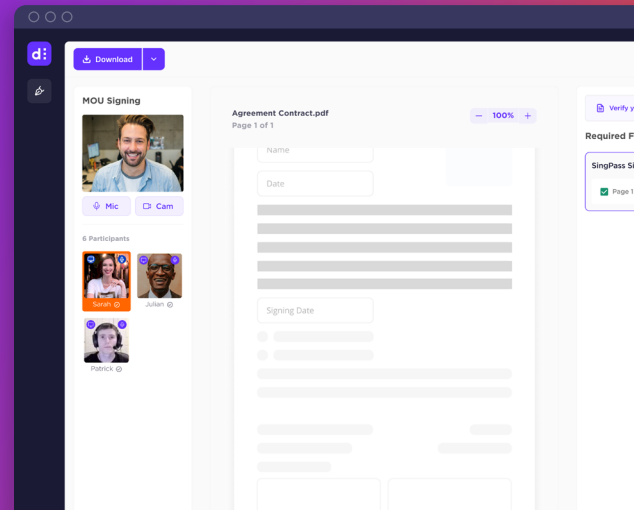 d:
Download
MOU Signing
Mic
Cam
6 Participants
Sarah
Julian
Patrick
Agreement Contract.pdf
Page 1 of 1
100%
Name
Date
Signing Date
Verify y
Required F
SingPass Si
Page 1